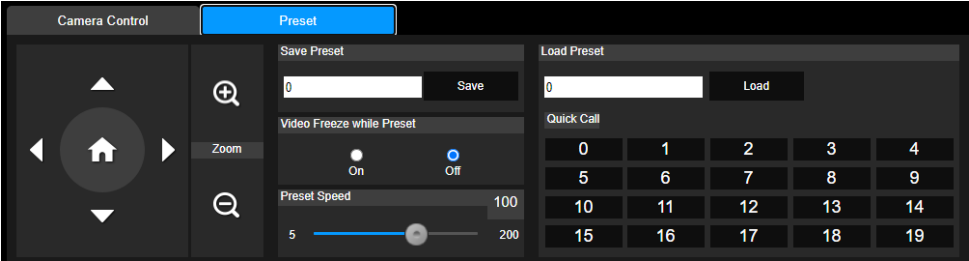 Camera Control
Preset
Save Preset
0
Save
Video Freeze while Preset
On
Off
Preset Speed
100
5
200
Zoom
Load Preset
0
Load
Quick Call
0 1 2 3 4
5 6 7 8 9
10 11 12 13 14
15 16 17 18 19